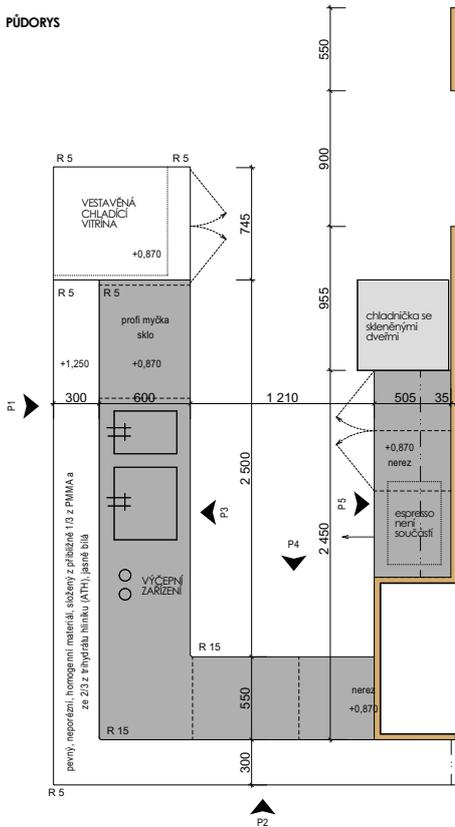 PŮDORYS
550
900
R 5
R 5
VESTAVĚNÁ
CHLADÍCÍ
VITRÍNA
+0,870
745
955
chladnička se
skleněnými
dveřmi
R 5
R 5
profi myčka
sklo
+1,250
+0,870
P1
300
600
1 210
505
35
+0,870
nerez
2 500
2 450
P3
P4
P5
espresso
není
součástí
pevný, neporézní, homogenní materiál, složený z přibližně 1/3 z PMMA a
ze 2/3 z trihydrátu hliníku (ATH), jasně bílá
VÝČEPNÍ
ZAŘÍZENÍ
R 15
550
nerez
+0,870
R 15
300
R 5
P2